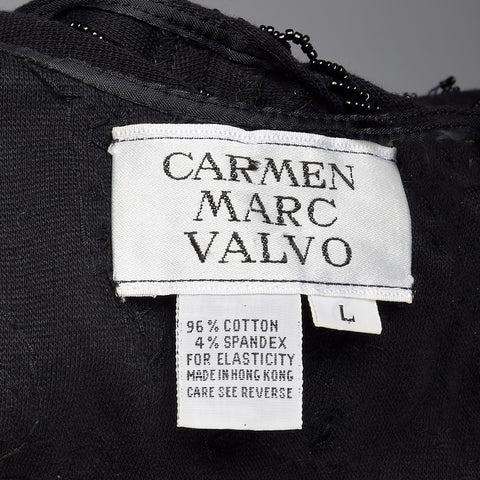 CARMEN
MARC
VALVO
L
96% COTTON
4% SPANDEX
FOR ELASTICITY
MADE IN HONG KONG
CARE SEE REVERSE